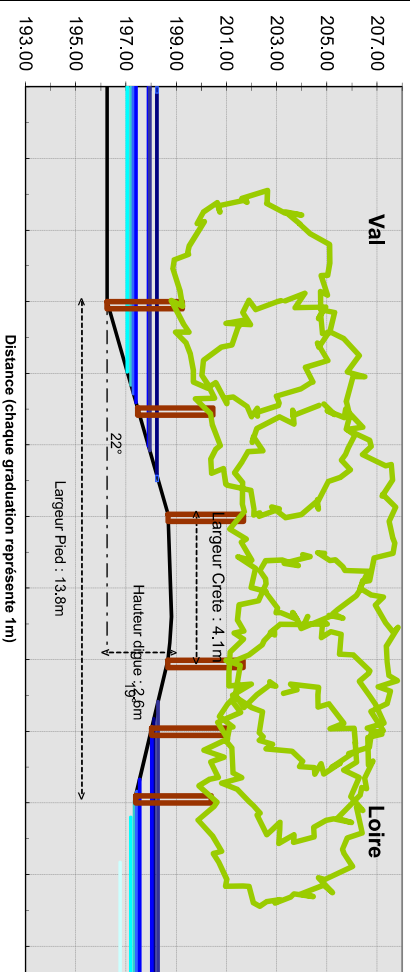 207.00
205.00
203.00
201.00
199.00
197.00
195.00
193.00
Val
Loire
Largeur Crete : 4.1m
Hauteur digue : 2.6m
22°
19°
Largeur Pied : 13.8m
Distance (chaque graduation représente 1m)